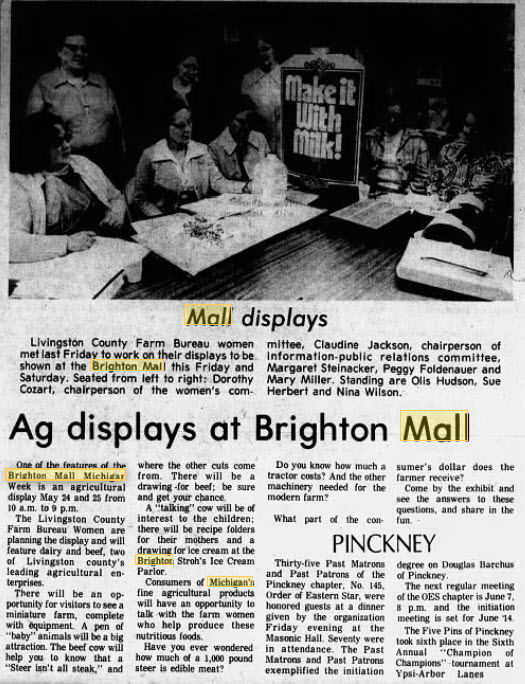 Make it
With
milk!
Mall displays
Livingston County Farm Bureau women
met last Friday to work on their displays to be
shown at the Brighton Mall this Friday and
Saturday. Seated from left to right: Dorothy
Cozart, chairperson of the women's com-
mittee, Claudine Jackson, chairperson of
information-public relations committee,
Margaret Steinacker, Peggy Foldenauer and
Mary Miller. Standing are Olis Hudson, Sue
Herbert and Nina Wilson.
Ag displays at Brighton Mall
One of the features of the
Brighton Mall Michigan
Week is an agricultural
display May 24 and 25 from
10 a.m. to 9 p.m.
The Livingston County
Farm Bureau Women are
planning the display and will
feature dairy and beef, two
of Livingston county's
leading agricultural en-
terprises.
There will be an op-
portunity for visitors to see a
miniature farm, complete
with equipment. A pen of
"baby" animals will be a big
attraction. The beef cow will
help you to know that a
"Steer isn't all steak," and
where the other cuts come
from. There will be a
drawing for beef; be sure
and get your chance.
A "talking" cow will be of
interest to the children;
there will be recipe folders
for their mothers and a
drawing for ice cream at the
Brighton Stroh's Ice Cream
Parlor.
Consumers of Michigan's
fine agricultural products
will have an opportunity to
talk with the farm women
who help produce these
nutritious foods.
Have you ever wondered
how much of a 1,000 pound
steer is edible meat?
Do you know how much a
tractor costs? And the other
machinery needed for the
modern farm?
What part of the con-
sumer's dollar does the
farmer receive?
Come by the exhibit and
see the answers to these
questions, and share in the
fun.
PINCKNEY
Thirty-five Past Matrons
and Past Patrons of the
Pinckney chapter, No. 145,
Order of Eastern Star, were
honored guests at a dinner
given by the organization
Friday evening at the
Masonic Hall. Seventy were
in attendance. The Past
Matrons and Past Patrons
exemplified the initiation
degree on Douglas Barchus
of Pinckney.
The next regular meeting
of the OES chapter is June 7,
8 p.m. and the initiation
meeting is set for June 14.
The Five Pins of Pinckney
took sixth place in the Sixth
Annual "Champion of
Champions" tournament at
Ypsi-Arbor Lanes